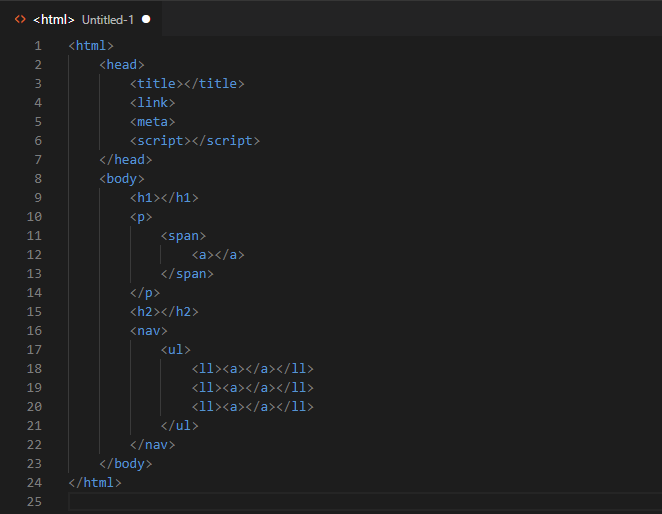 <> <html> Untitled-1 ●
1 <html>
2     <head>
3         <title></title>
4         <link>
5         <meta>
6         <script></script>
7     </head>
8     <body>
9         <h1></h1>
10         <p>
11             <span>
12                 <a></a>
13             </span>
14         </p>
15         <h2></h2>
16         <nav>
17             <ul>
18                 <ll><a></a></ll>
19                 <ll><a></a></ll>
20                 <ll><a></a></ll>
21             </ul>
22         </nav>
23     </body>
24 </html>
25